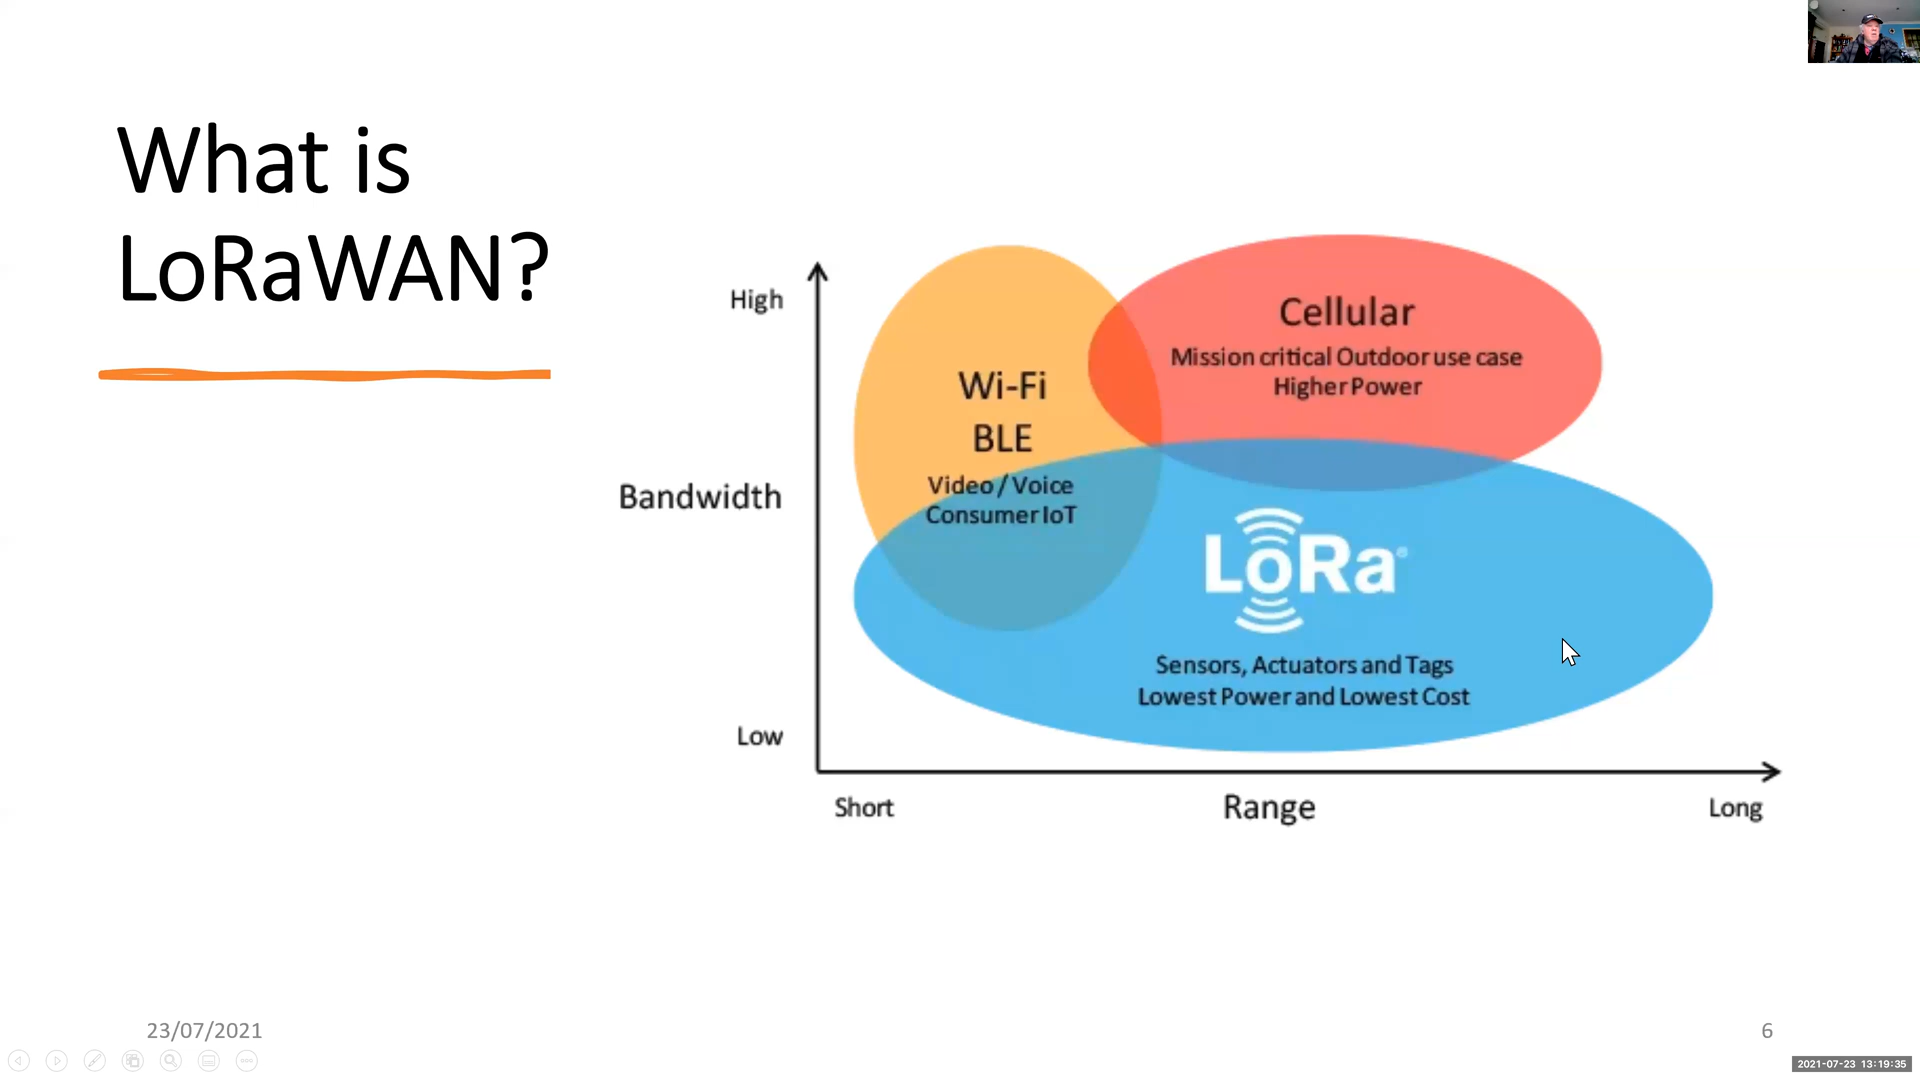 What is
LoRaWAN?
High
Bandwidth
Low
Wi-Fi
BLE
Video / Voice
Consumer IoT
Cellular
Mission critical Outdoor use case
Higher Power
LoRa®
Sensors, Actuators and Tags
Lowest Power and Lowest Cost
Short
Range
Long
23/07/2021
6
2021-07-23 13:19:35